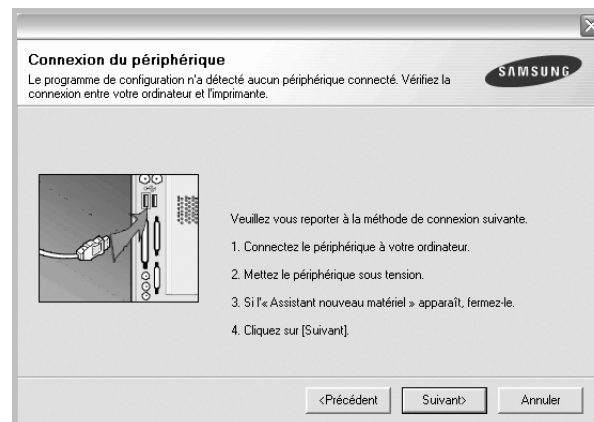 Connexion du périphérique
Le programme de configuration n'a détecté aucun périphérique connecté. Vérifiez la
connexion entre votre ordinateur et l'imprimante.
SAMSUNG
Veuillez vous reporter à la méthode de connexion suivante.
1. Connectez le périphérique à votre ordinateur.
2. Mettez le périphérique sous tension.
3. Si l'« Assistant nouveau matériel » apparaît, fermez-le.
4. Cliquez sur [Suivant].
<Précédent
Suivant>
Annuler